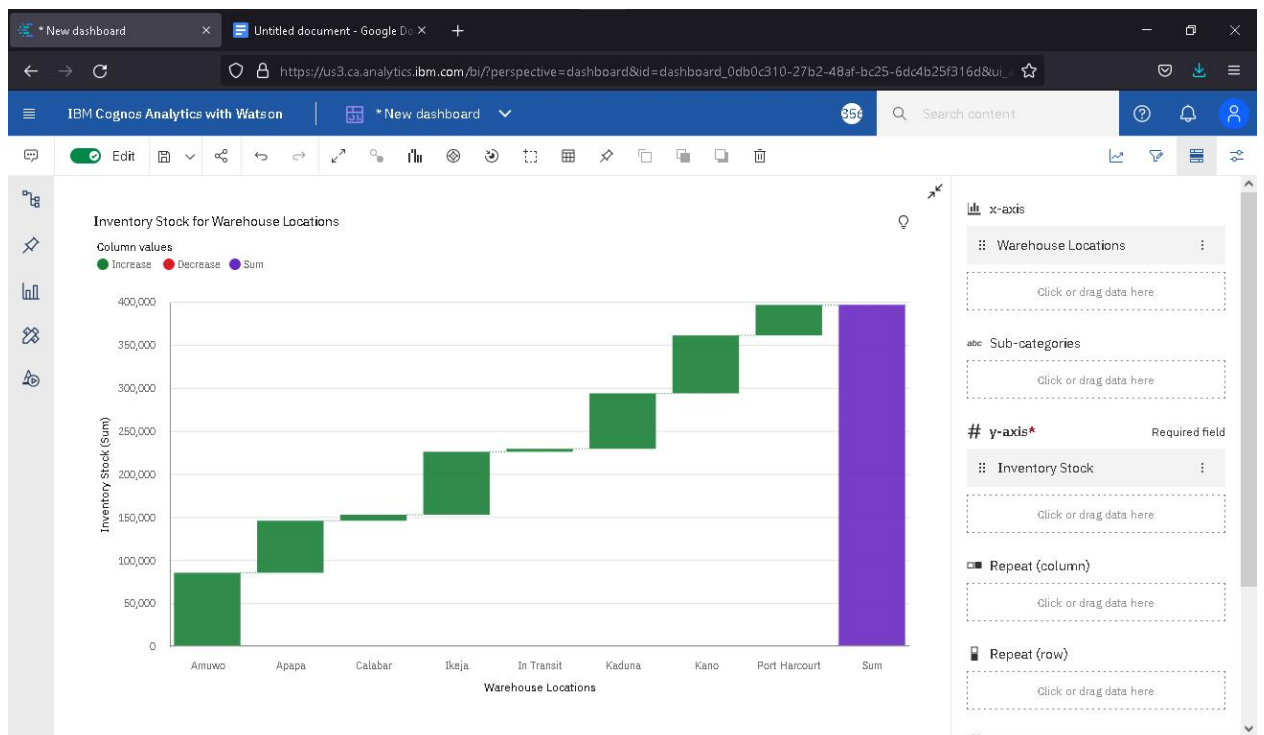 * New dashboard
Untitled document - Google Do
https://us3.ca.analytics.ibm.com/bi/?perspective=dashboard&id=dashboard_0db0c310-27b2-48af-bc25-6dc4b25f316d&ui_
IBM Cognos Analytics with Watson
* New dashboard
356
Search content
Edit
Inventory Stock for Warehouse Locations
Column values
Increase Decrease Sum
400,000
350,000
300,000
250,000
200,000
150,000
100,000
50,000
0
Inventory Stock (Sum)
Amuwo Apapa Calabar Ikeja In Transit Kaduna Kano Port Harcourt Sum
Warehouse Locations
x-axis
Warehouse Locations
Click or drag data here
abc Sub-categories
Click or drag data here
# y-axis* Required field
Inventory Stock
Click or drag data here
Repeat (column)
Click or drag data here
Repeat (row)
Click or drag data here